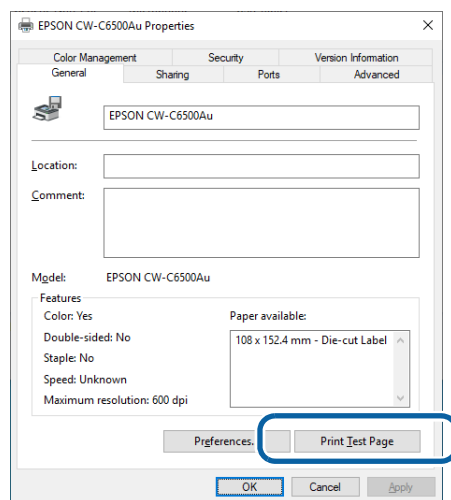 EPSON CW-C6500Au Properties
Color Management Security Version Information
General Sharing Ports Advanced
EPSON CW-C6500Au
Location:
Comment:
Model: EPSON CW-C6500Au
Features
Color: Yes Paper available:
Double-sided: No 108 x 152.4 mm - Die-cut Label
Staple: No
Speed: Unknown
Maximum resolution: 600 dpi
Preferences. Print Test Page
OK Cancel Apply